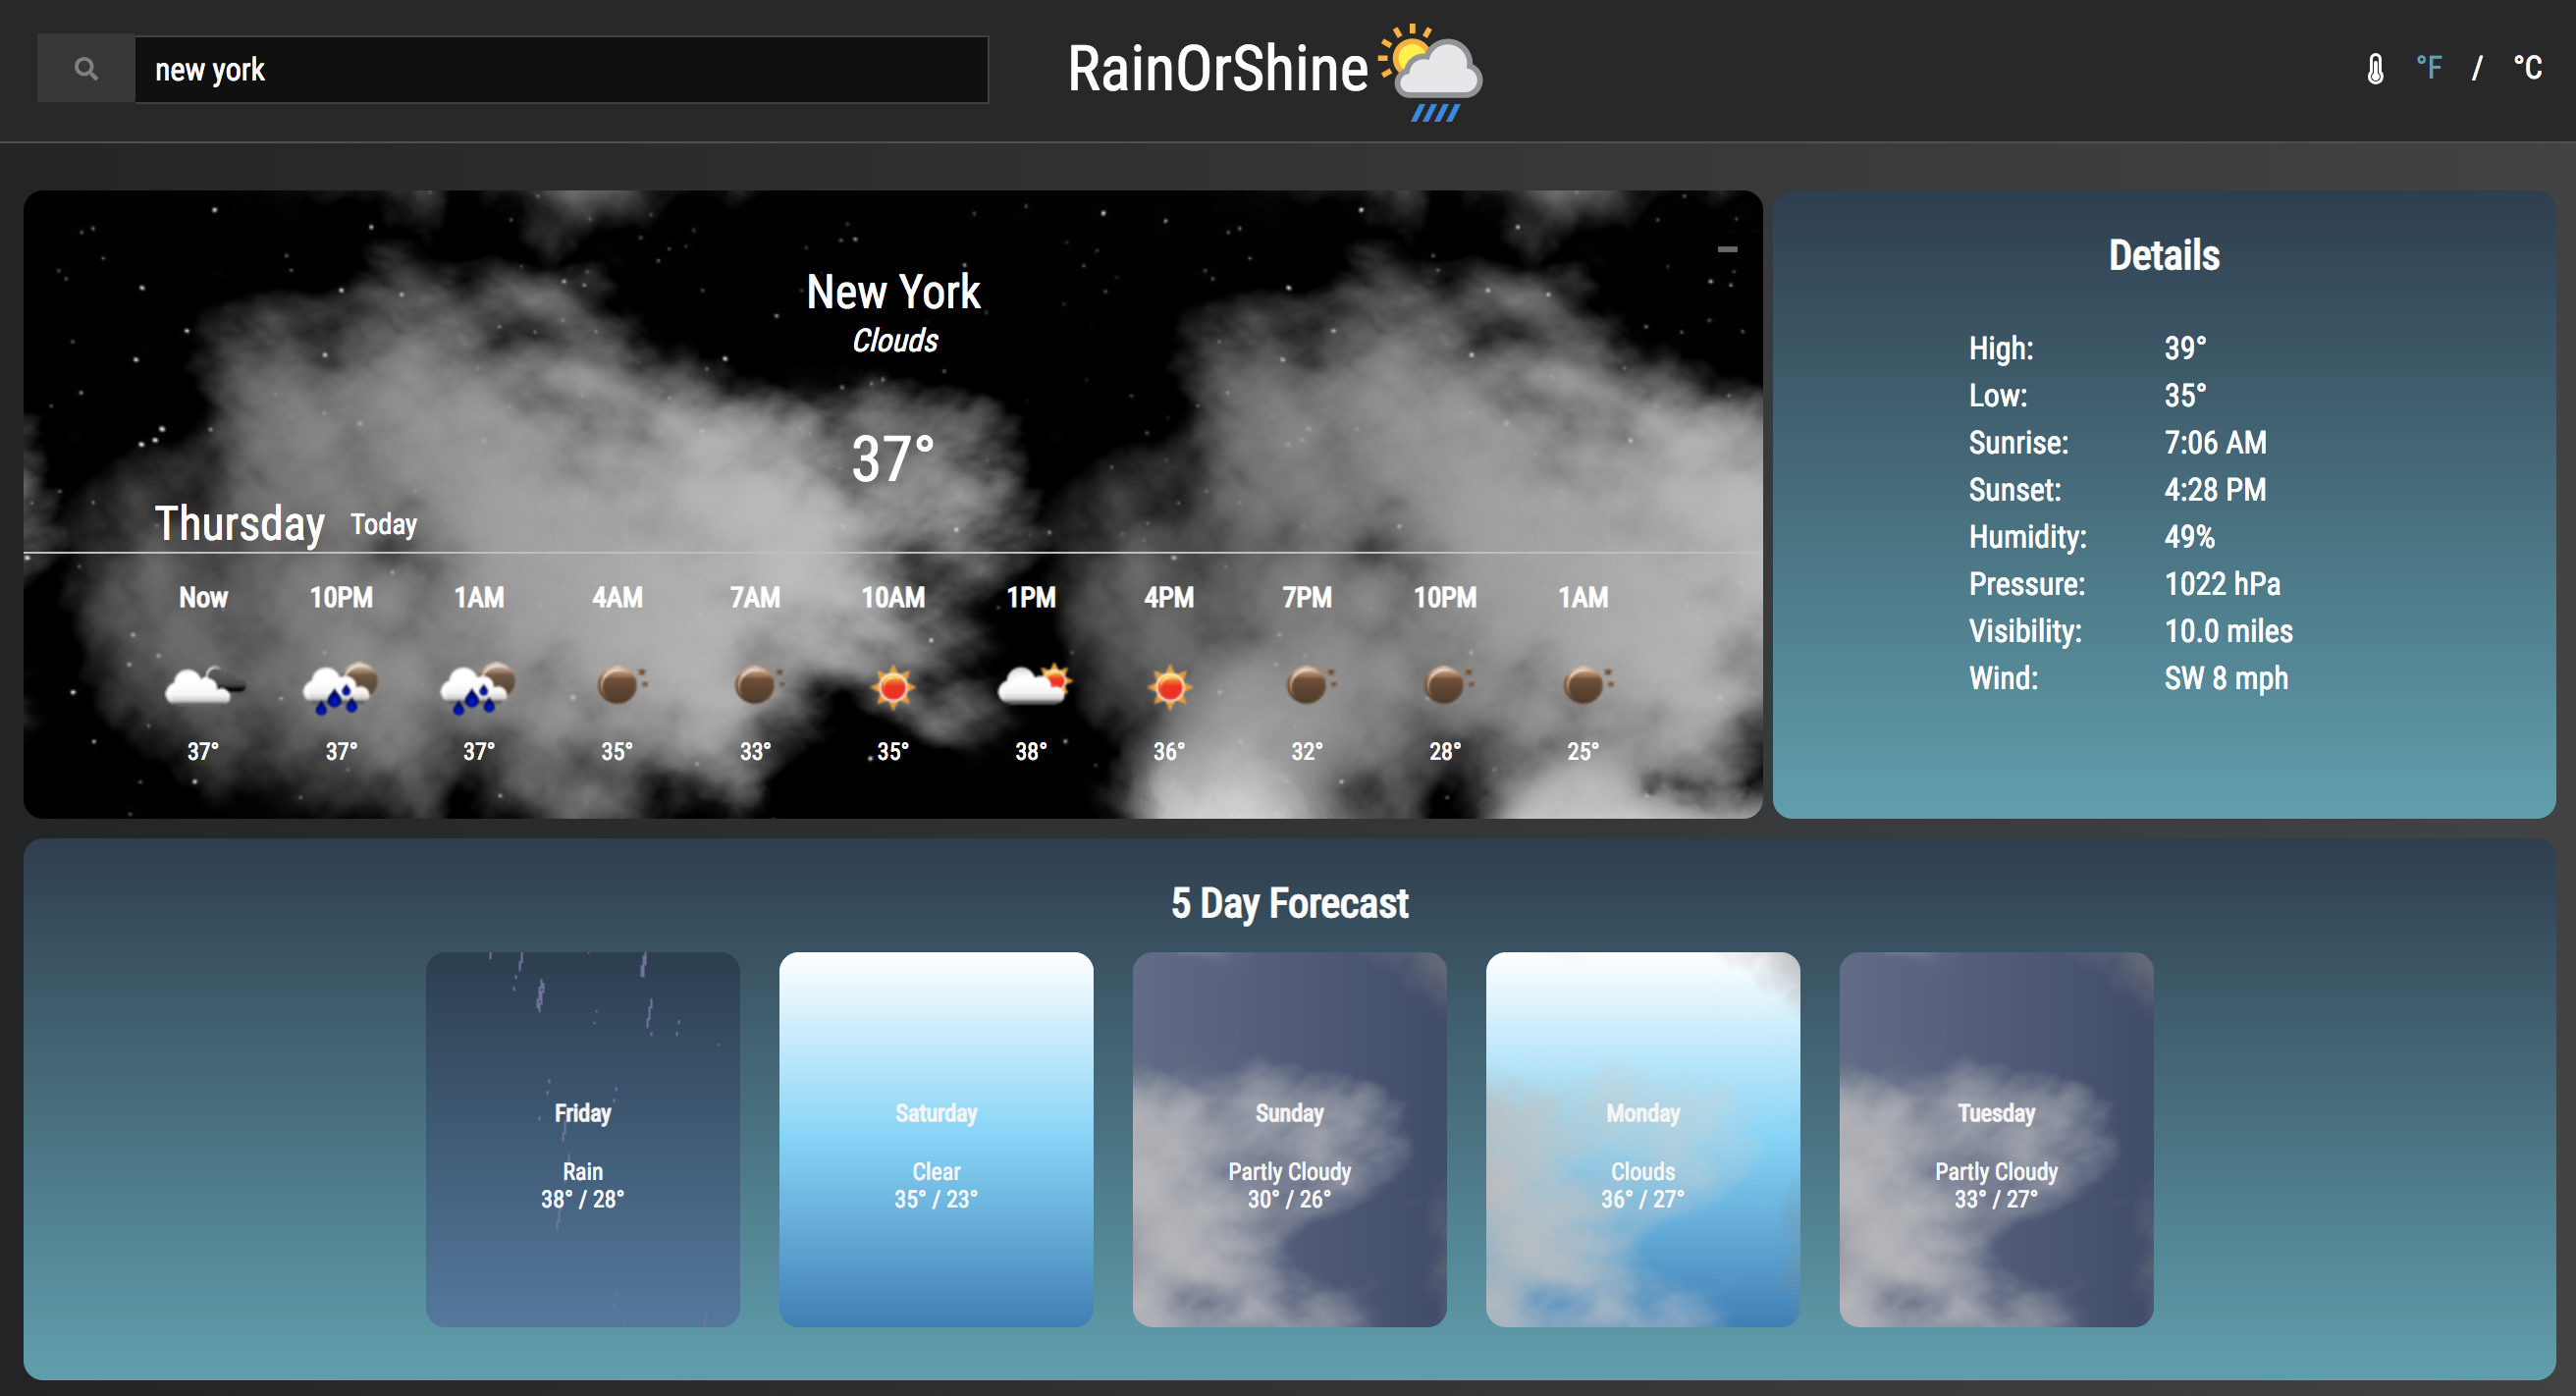 new york
RainOrShine
°F / °C
New York
Clouds
37°
Thursday Today
Now 10PM 1AM 4AM 7AM 10AM 1PM 4PM 7PM 10PM 1AM
37° 37° 37° 35° 33° 35° 38° 36° 32° 28° 25°
Details
High: 39°
Low: 35°
Sunrise: 7:06 AM
Sunset: 4:28 PM
Humidity: 49%
Pressure: 1022 hPa
Visibility: 10.0 miles
Wind: SW 8 mph
5 Day Forecast
Friday
Rain
38° / 28°
Saturday
Clear
35° / 23°
Sunday
Partly Cloudy
30° / 26°
Monday
Clouds
36° / 27°
Tuesday
Partly Cloudy
33° / 27°